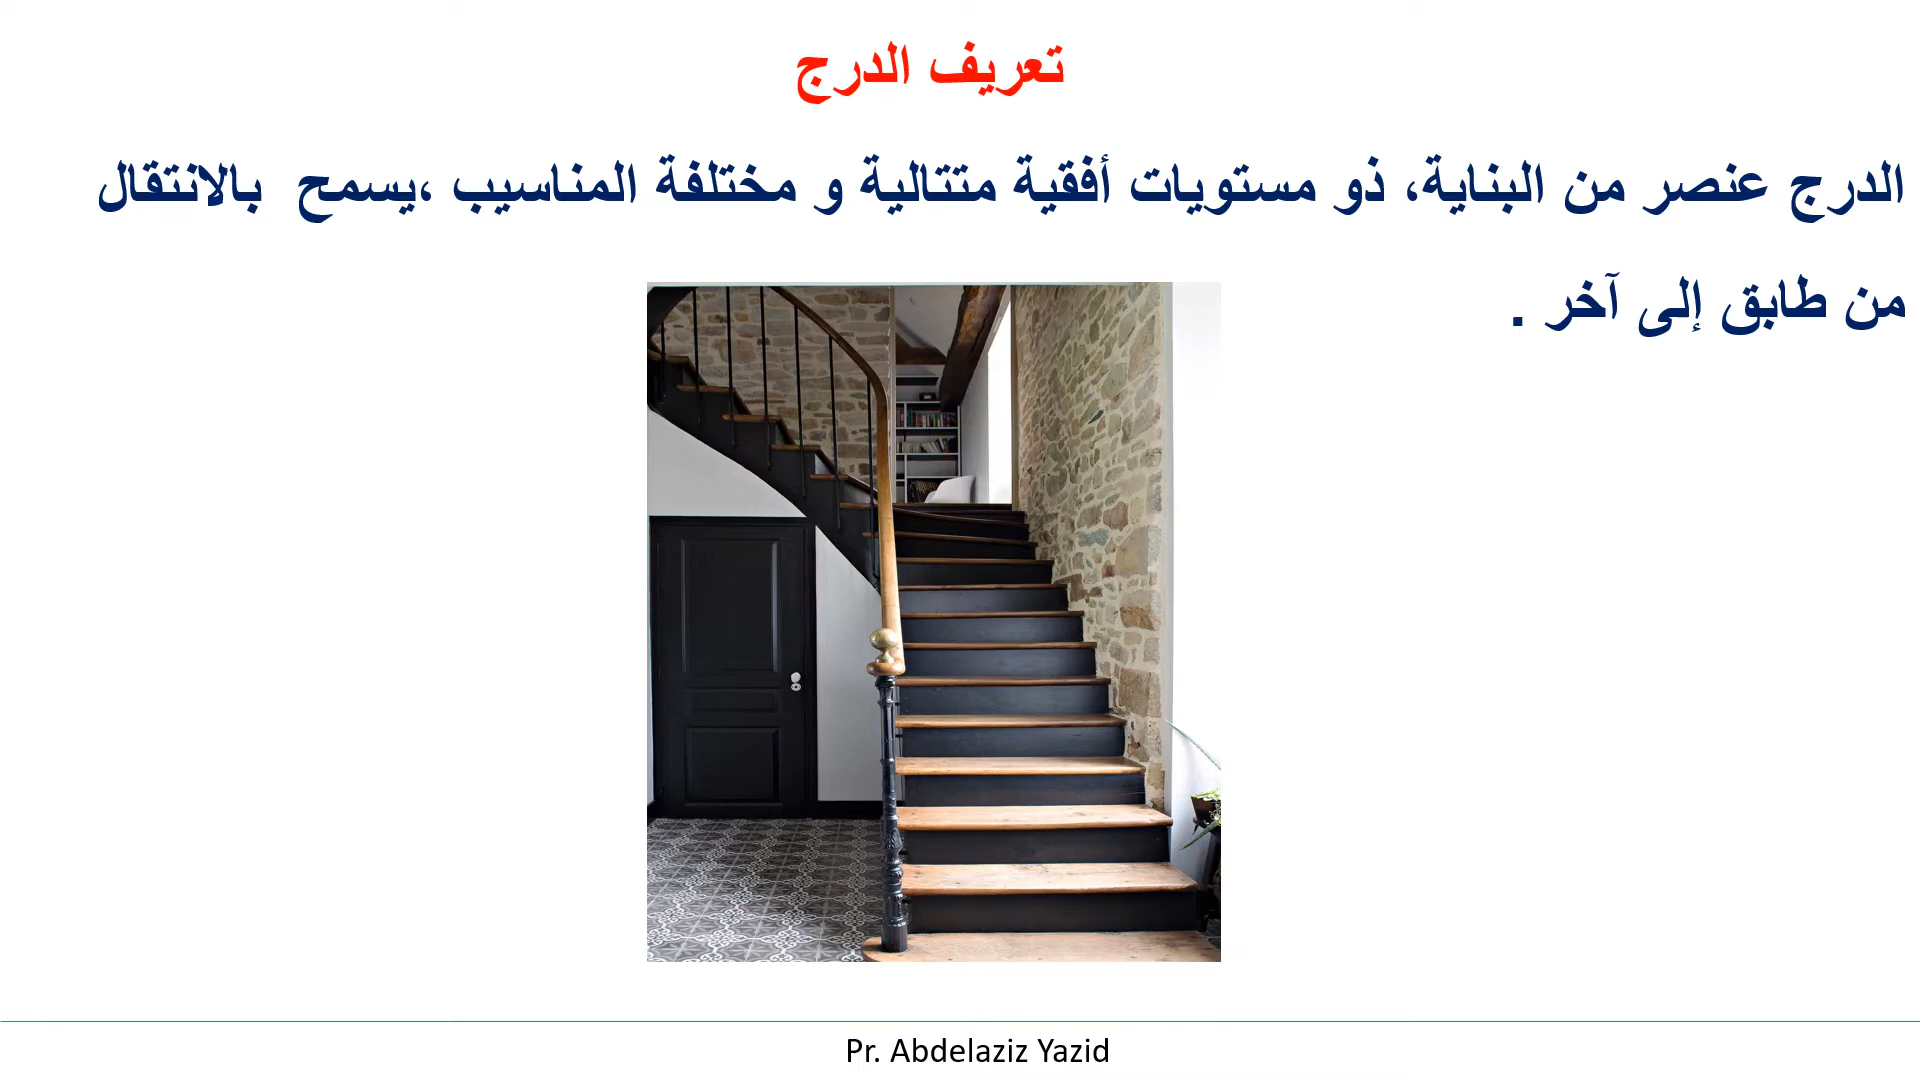 تعريف الدرج
الدرج عنصر من البناية، ذو مستويات أفقية متتالية و مختلفة المناسيب ،يسمح بالانتقال
من طابق إلى آخر .
Pr. Abdelaziz Yazid